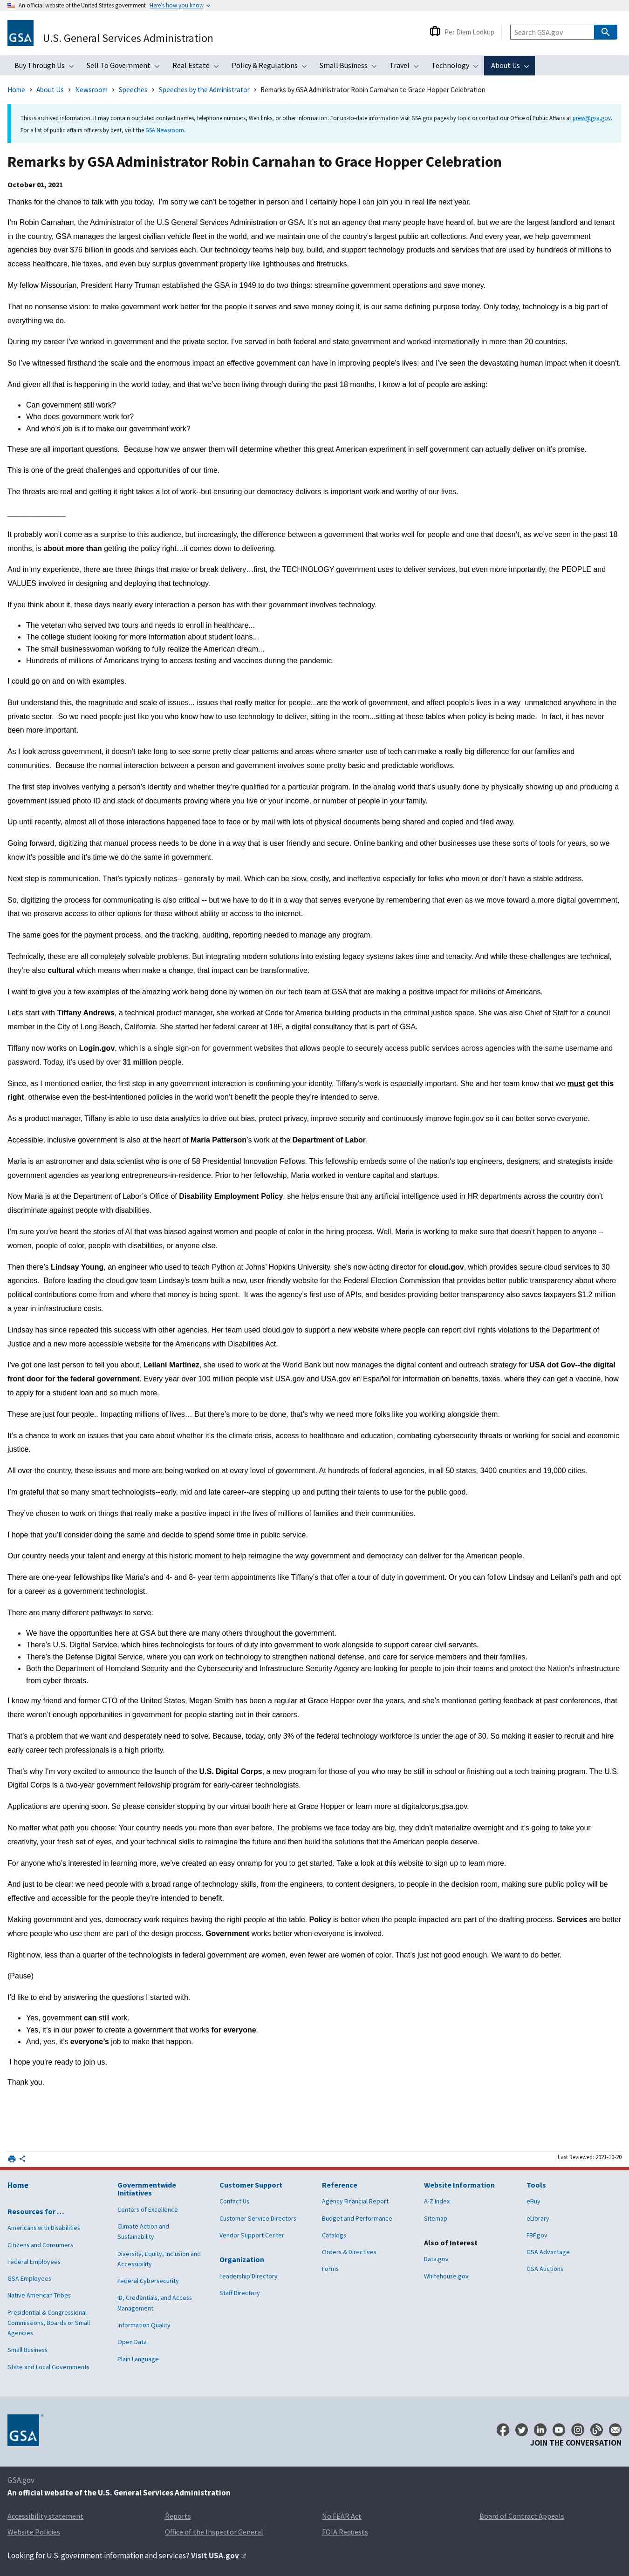 An official website of the United States government Here's how you know
GSA U.S. General Services Administration
Per Diem Lookup
Search GSA.gov
Buy Through Us Sell To Government Real Estate Policy & Regulations Small Business Travel Technology About Us
Home › About Us › Newsroom › Speeches › Speeches by the Administrator › Remarks by GSA Administrator Robin Carnahan to Grace Hopper Celebration
This is archived information. It may contain outdated contact names, telephone numbers, Web links, or other information. For up-to-date information visit GSA.gov pages by topic or contact our Office of Public Affairs at press@gsa.gov.
For a list of public affairs officers by beat, visit the GSA Newsroom.
Remarks by GSA Administrator Robin Carnahan to Grace Hopper Celebration
October 01, 2021
Thanks for the chance to talk with you today.  I'm sorry we can't be together in person and I certainly hope I can join you in real life next year.
I'm Robin Carnahan, the Administrator of the U.S General Services Administration or GSA. It's not an agency that many people have heard of, but we are the largest landlord and tenant
in the country, GSA manages the largest civilian vehicle fleet in the world, and we maintain one of the country's largest public art collections. And every year, we help government
agencies buy over $76 billion in goods and services each. Our technology teams help buy, build, and support technology products and services that are used by hundreds of millions to
access healthcare, file taxes, and even buy surplus government property like lighthouses and firetrucks.
My fellow Missourian, President Harry Truman established the GSA in 1949 to do two things: streamline government operations and save money.
That no nonsense vision: to make government work better for the people it serves and save money doing it, is our same defining purpose today. Only today, technology is a big part of
everything we do.
During my career I've worked in government and the private sector. I've served in both federal and state government and worked internationally in more than 20 countries.
So I've witnessed firsthand the scale and the enormous impact an effective government can have in improving people's lives; and I've seen the devastating human impact when it doesn't.
And given all that is happening in the world today, and that we've been living through during the past 18 months, I know a lot of people are asking:
• Can government still work?
• Who does government work for?
• And who's job is it to make our government work?
These are all important questions.  Because how we answer them will determine whether this great American experiment in self government can actually deliver on it's promise.
This is one of the great challenges and opportunities of our time.
The threats are real and getting it right takes a lot of work--but ensuring our democracy delivers is important work and worthy of our lives.
_______________
It probably won't come as a surprise to this audience, but increasingly, the difference between a government that works well for people and one that doesn't, as we've seen in the past 18
months, is about more than getting the policy right…it comes down to delivering.
And in my experience, there are three things that make or break delivery…first, the TECHNOLOGY government uses to deliver services, but even more importantly, the PEOPLE and
VALUES involved in designing and deploying that technology.
If you think about it, these days nearly every interaction a person has with their government involves technology.
• The veteran who served two tours and needs to enroll in healthcare...
• The college student looking for more information about student loans...
• The small businesswoman working to fully realize the American dream...
• Hundreds of millions of Americans trying to access testing and vaccines during the pandemic.
I could go on and on with examples.
But understand this, the magnitude and scale of issues... issues that really matter for people...are the work of government, and affect people's lives in a way  unmatched anywhere in the
private sector.  So we need people just like you who know how to use technology to deliver, sitting in the room...sitting at those tables when policy is being made.  In fact, it has never
been more important.
As I look across government, it doesn't take long to see some pretty clear patterns and areas where smarter use of tech can make a really big difference for our families and
communities.  Because the normal interaction between a person and government involves some pretty basic and predictable workflows.
The first step involves verifying a person's identity and whether they're qualified for a particular program. In the analog world that's usually done by physically showing up and producing a
government issued photo ID and stack of documents proving where you live or your income, or number of people in your family.
Up until recently, almost all of those interactions happened face to face or by mail with lots of physical documents being shared and copied and filed away.
Going forward, digitizing that manual process needs to be done in a way that is user friendly and secure. Online banking and other businesses use these sorts of tools for years, so we
know it's possible and it's time we do the same in government.
Next step is communication. That's typically notices-- generally by mail. Which can be slow, costly, and ineffective especially for folks who move or don't have a stable address.
So, digitizing the process for communicating is also critical -- but we have to do it in a way that serves everyone by remembering that even as we move toward a more digital government,
we have to preserve access to other options for those without ability or access to the internet.
The same goes for the payment process, and the tracking, auditing, reporting needed to manage any program.
Technically, these are all completely solvable problems. But integrating modern solutions into existing legacy systems takes time and tenacity. And while these challenges are technical,
they're also cultural which means when make a change, that impact can be transformative.
I want to give you a few examples of the amazing work being done by women on our tech team at GSA that are making a positive impact for millions of Americans.
Let's start with Tiffany Andrews, a technical product manager, she worked at Code for America building products in the criminal justice space. She was also Chief of Staff for a council
member in the City of Long Beach, California. She started her federal career at 18F, a digital consultancy that is part of GSA.
Tiffany now works on Login.gov, which is a single sign-on for government websites that allows people to securely access public services across agencies with the same username and
password. Today, it's used by over 31 million people.
Since, as I mentioned earlier, the first step in any government interaction is confirming your identity, Tiffany's work is especially important. She and her team know that we must get this
right, otherwise even the best-intentioned policies in the world won't benefit the people they're intended to serve.
As a product manager, Tiffany is able to use data analytics to drive out bias, protect privacy, improve security and continuously improve login.gov so it can better serve everyone.
Accessible, inclusive government is also at the heart of Maria Patterson's work at the Department of Labor.
Maria is an astronomer and data scientist who is one of 58 Presidential Innovation Fellows. This fellowship embeds some of the nation's top engineers, designers, and strategists inside
government agencies as yearlong entrepreneurs-in-residence. Prior to her fellowship, Maria worked in venture capital and startups.
Now Maria is at the Department of Labor's Office of Disability Employment Policy, she helps ensure that any artificial intelligence used in HR departments across the country don't
discriminate against people with disabilities.
I'm sure you've heard the stories of AI that was biased against women and people of color in the hiring process. Well, Maria is working to make sure that doesn't happen to anyone --
women, people of color, people with disabilities, or anyone else.
Then there's Lindsay Young, an engineer who used to teach Python at Johns' Hopkins University, she's now acting director for cloud.gov, which provides secure cloud services to 30
agencies.  Before leading the cloud.gov team Lindsay's team built a new, user-friendly website for the Federal Election Commission that provides better public transparency about where
political contributions come from and where that money is being spent.  It was the agency's first use of APIs, and besides providing better transparency also saves taxpayers $1.2 million
a year in infrastructure costs.
Lindsay has since repeated this success with other agencies. Her team used cloud.gov to support a new website where people can report civil rights violations to the Department of
Justice and a new more accessible website for the Americans with Disabilities Act.
I've got one last person to tell you about, Leilani Martínez, she used to work at the World Bank but now manages the digital content and outreach strategy for USA dot Gov--the digital
front door for the federal government. Every year over 100 million people visit USA.gov and USA.gov en Español for information on benefits, taxes, where they can get a vaccine, how
to apply for a student loan and so much more.
These are just four people.. Impacting millions of lives… But there's more to be done, that's why we need more folks like you working alongside them.
It's a chance to work on issues that you care about whether it's the climate crisis, access to healthcare and education, combating cybersecurity threats or working for social and economic
justice.
All over the country, these issues and more are being worked on at every level of government. At hundreds of federal agencies, in all 50 states, 3400 counties and 19,000 cities.
I'm grateful that so many smart technologists--early, mid and late career--are stepping up and putting their talents to use for the public good.
They've chosen to work on things that really make a positive impact in the lives of millions of families and their communities.
I hope that you'll consider doing the same and decide to spend some time in public service.
Our country needs your talent and energy at this historic moment to help reimagine the way government and democracy can deliver for the American people.
There are one-year fellowships like Maria's and 4- and 8- year term appointments like Tiffany's that offer a tour of duty in government. Or you can follow Lindsay and Leilani's path and opt
for a career as a government technologist.
There are many different pathways to serve:
• We have the opportunities here at GSA but there are many others throughout the government.
• There's U.S. Digital Service, which hires technologists for tours of duty into government to work alongside to support career civil servants.
• There's the Defense Digital Service, where you can work on technology to strengthen national defense, and care for service members and their families.
• Both the Department of Homeland Security and the Cybersecurity and Infrastructure Security Agency are looking for people to join their teams and protect the Nation's infrastructure from
cyber threats.
I know my friend and former CTO of the United States, Megan Smith has been a regular at Grace Hopper over the years, and she's mentioned getting feedback at past conferences, that
there weren't enough opportunities in government for people starting out in their careers.
That's a problem that we want and desperately need to solve. Because, today, only 3% of the federal technology workforce is under the age of 30. So making it easier to recruit and hire
early career tech professionals is a high priority.
That's why I'm very excited to announce the launch of the U.S. Digital Corps, a new program for those of you who may be still in school or finishing out a tech training program. The U.S.
Digital Corps is a two-year government fellowship program for early-career technologists.
Applications are opening soon. So please consider stopping by our virtual booth here at Grace Hopper or learn more at digitalcorps.gsa.gov.
No matter what path you choose: Your country needs you more than ever before. The problems we face today are big, they didn't materialize overnight and it's going to take your
creativity, your fresh set of eyes, and your technical skills to reimagine the future and then build the solutions that the American people deserve.
For anyone who's interested in learning more, we've created an easy onramp for you to get started. Take a look at this website to sign up to learn more.
And just to be clear: we need people with a broad range of technology skills, from the engineers, to content designers, to people in the decision room, making sure public policy will be
effective and accessible for the people they're intended to benefit.
Making government and yes, democracy work requires having the right people at the table. Policy is better when the people impacted are part of the drafting process. Services are better
where people who use them are part of the design process. Government works better when everyone is involved.
Right now, less than a quarter of the technologists in federal government are women, even fewer are women of color. That's just not good enough. We want to do better.
(Pause)
I'd like to end by answering the questions I started with.
• Yes, government can still work.
• Yes, it's in our power to create a government that works for everyone.
• And, yes, it's everyone's job to make that happen.
I hope you're ready to join us.
Thank you.
Last Reviewed: 2021-10-20
Home
Resources for …
Americans with Disabilities
Citizens and Consumers
Federal Employees
GSA Employees
Native American Tribes
Presidential & Congressional
Commissions, Boards or Small
Agencies
Small Business
State and Local Governments
Governmentwide
Initiatives
Centers of Excellence
Climate Action and
Sustainability
Diversity, Equity, Inclusion and
Accessibility
Federal Cybersecurity
ID, Credentials, and Access
Management
Information Quality
Open Data
Plain Language
Customer Support
Contact Us
Customer Service Directors
Vendor Support Center
Organization
Leadership Directory
Staff Directory
Reference
Agency Financial Report
Budget and Performance
Catalogs
Orders & Directives
Forms
Website Information
A-Z Index
Sitemap
Also of Interest
Data.gov
Whitehouse.gov
Tools
eBuy
eLibrary
FBFgov
GSA Advantage
GSA Auctions
GSA
JOIN THE CONVERSATION
GSA.gov
An official website of the U.S. General Services Administration
Accessibility statement Reports No FEAR Act Board of Contract Appeals
Website Policies Office of the Inspector General FOIA Requests
Looking for U.S. government information and services? Visit USA.gov